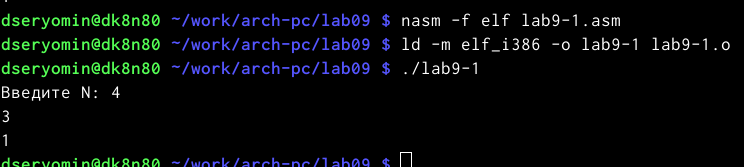 dseryomin@dk8n80 ~/work/arch-pc/lab09 $ nasm -f elf lab9-1.asm
dseryomin@dk8n80 ~/work/arch-pc/lab09 $ ld -m elf_i386 -o lab9-1 lab9-1.o
dseryomin@dk8n80 ~/work/arch-pc/lab09 $ ./lab9-1
Введите N: 4
3
1
dseryomin@dk8n80 ~/work/arch-pc/lab09 $